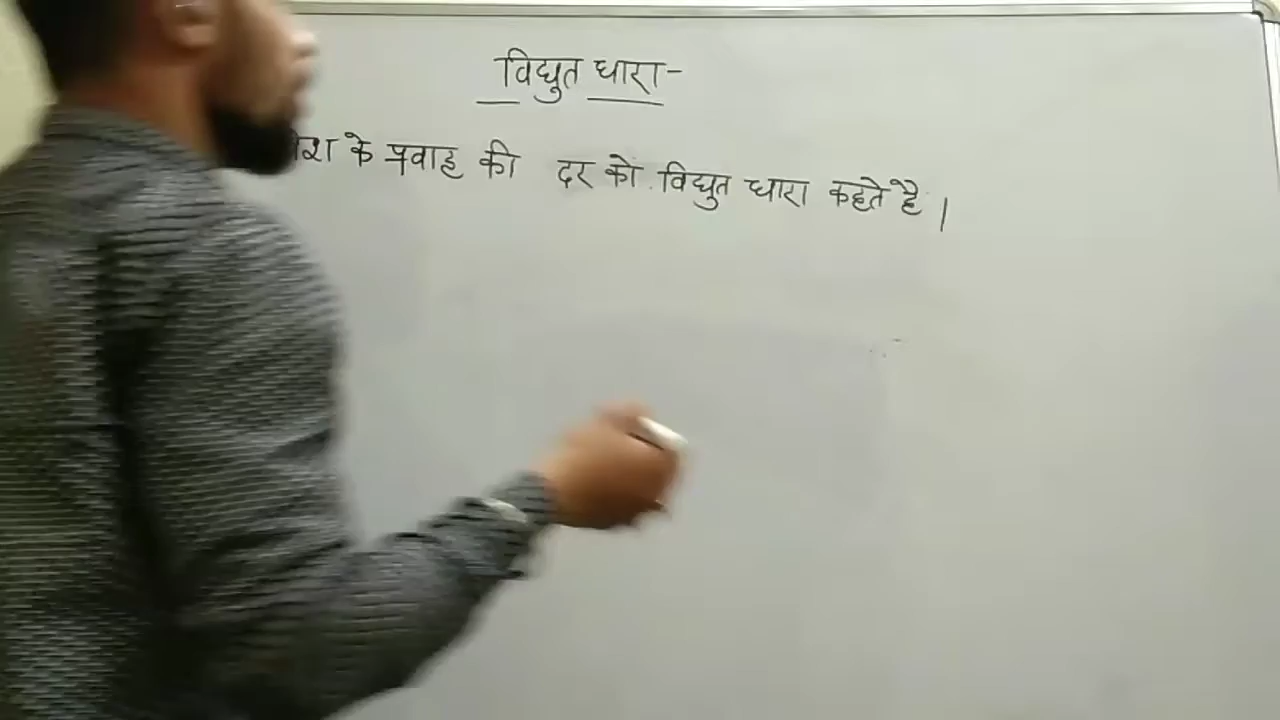 विद्युत धारा-
के प्रवाह की दर को विद्युत धारा कहते है।